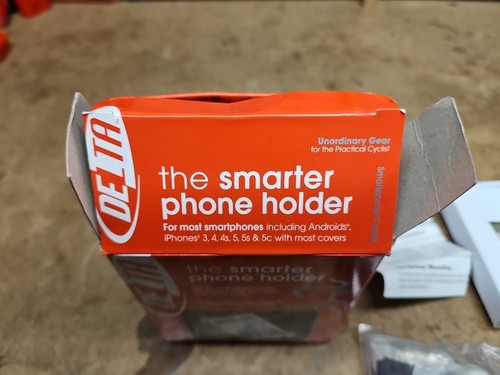 DELTA
Unordinary Gear
for the Practical Cyclist
the smarter
phone holder
For most smartphones including Androids®,
iPhones® 3, 4, 4s, 5, 5s & 5c with most covers
DELTA
the smarter
phone holder